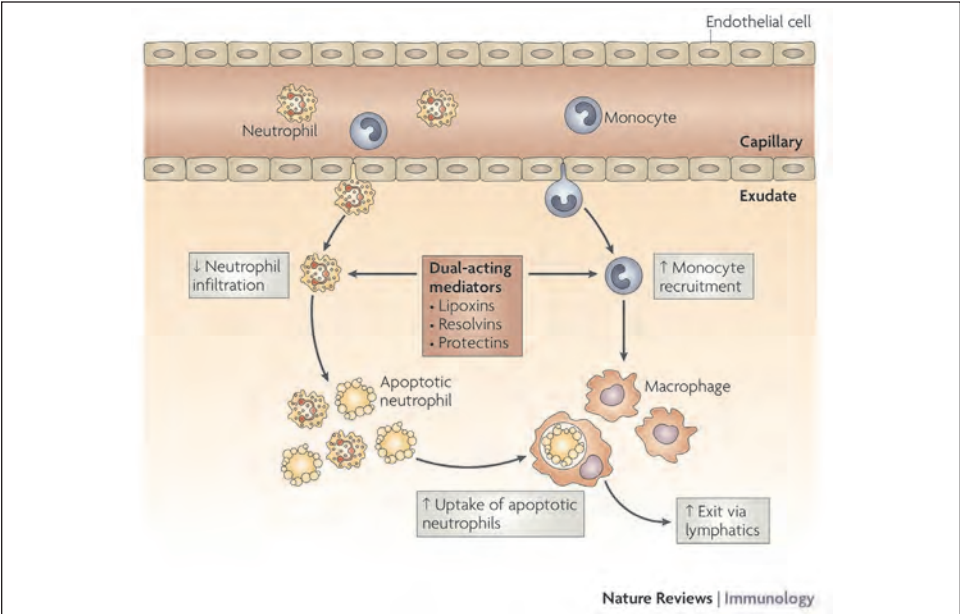 Endothelial cell
Neutrophil
Monocyte
Capillary
Exudate
↓ Neutrophil
infiltration
Dual-acting
mediators
• Lipoxins
• Resolvins
• Protectins
↑ Monocyte
recruitment
Apoptotic
neutrophil
Macrophage
↑ Uptake of apoptotic
neutrophils
↑ Exit via
lymphatics
Nature Reviews | Immunology